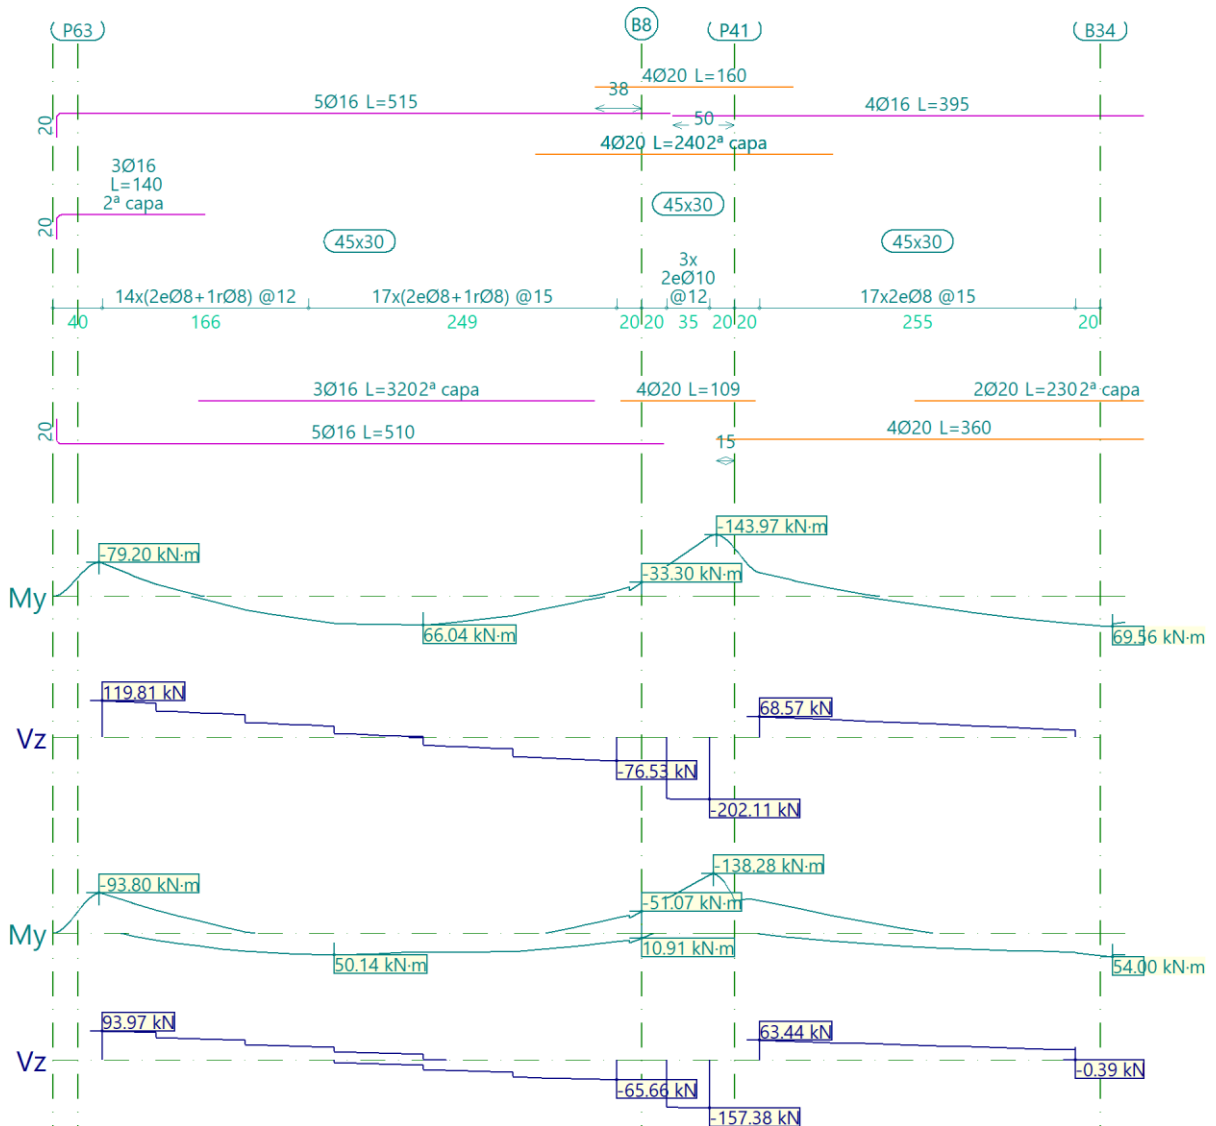 P63
B8
P41
B34
4Ø20 L=160
38
5Ø16 L=515
4Ø16 L=395
20
50
4Ø20 L=2402ª capa
3Ø16
L=140
2ª capa
20
45x30
45x30
45x30
3x
2eØ10
@12
14x(2eØ8+1rØ8) @12
17x(2eØ8+1rØ8) @15
17x2eØ8 @15
40
166
249
20
20
35
20
20
255
20
3Ø16 L=3202ª capa
4Ø20 L=109
2Ø20 L=2302ª capa
20
5Ø16 L=510
4Ø20 L=360
15
-143.97 kN·m
-79.20 kN·m
-33.30 kN·m
My
66.04 kN·m
69.56 kN·m
119.81 kN
68.57 kN
Vz
-76.53 kN
-202.11 kN
-138.28 kN·m
-93.80 kN·m
-51.07 kN·m
My
10.91 kN·m
50.14 kN·m
54.00 kN·m
93.97 kN
63.44 kN
Vz
-0.39 kN
-65.66 kN
-157.38 kN